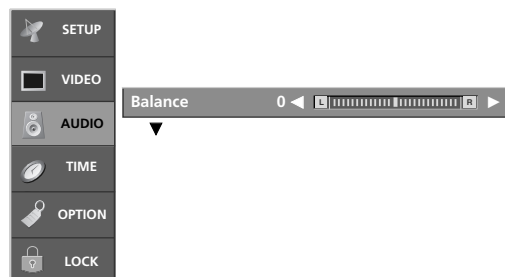 SETUP
VIDEO
Balance 0 ◀ L R ▶
AUDIO
▼
TIME
OPTION
LOCK